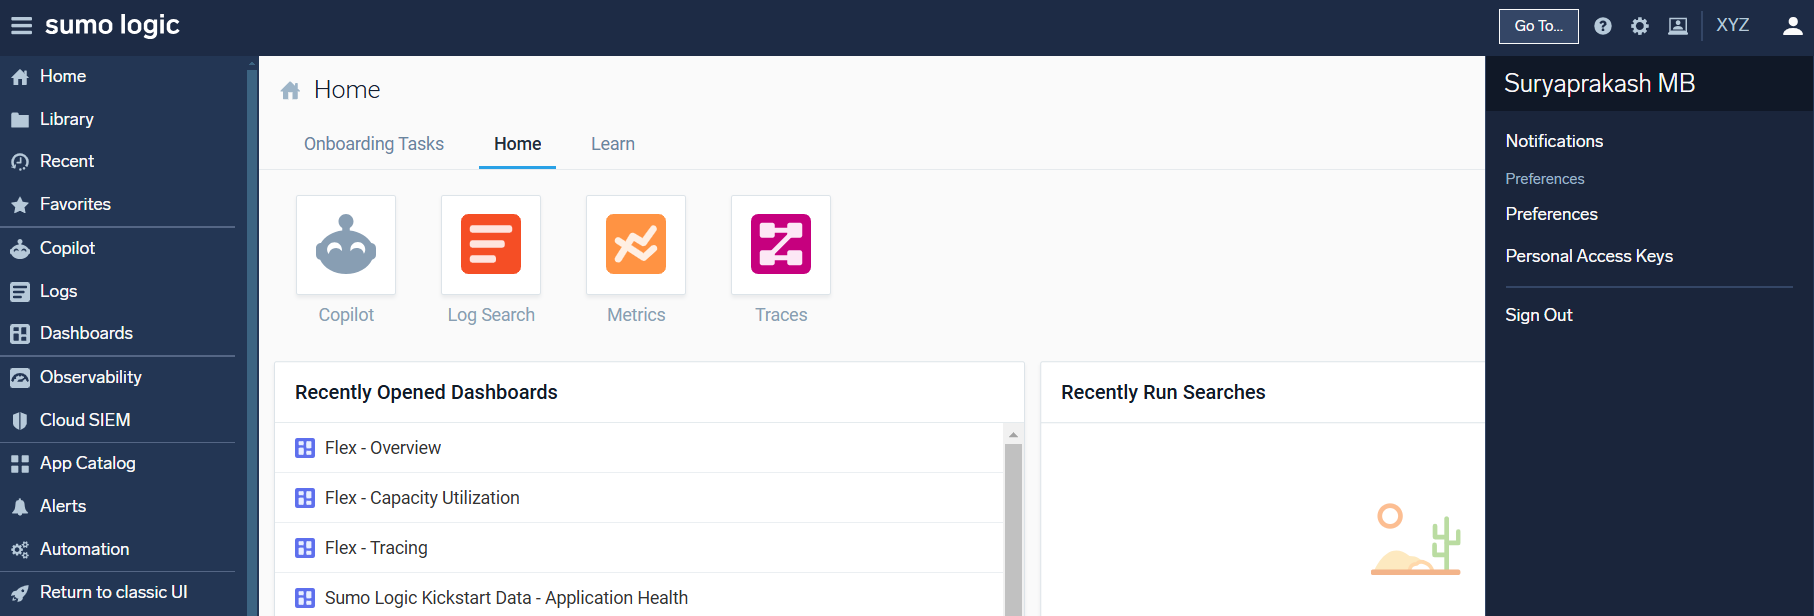 sumo logic
Go To...
XYZ
Home
Library
Recent
Favorites
Copilot
Logs
Dashboards
Observability
Cloud SIEM
App Catalog
Alerts
Automation
Return to classic UI
Home
Onboarding Tasks
Home
Learn
Copilot
Log Search
Metrics
Traces
Recently Opened Dashboards
Flex - Overview
Flex - Capacity Utilization
Flex - Tracing
Sumo Logic Kickstart Data - Application Health
Recently Run Searches
Suryaprakash MB
Notifications
Preferences
Preferences
Personal Access Keys
Sign Out